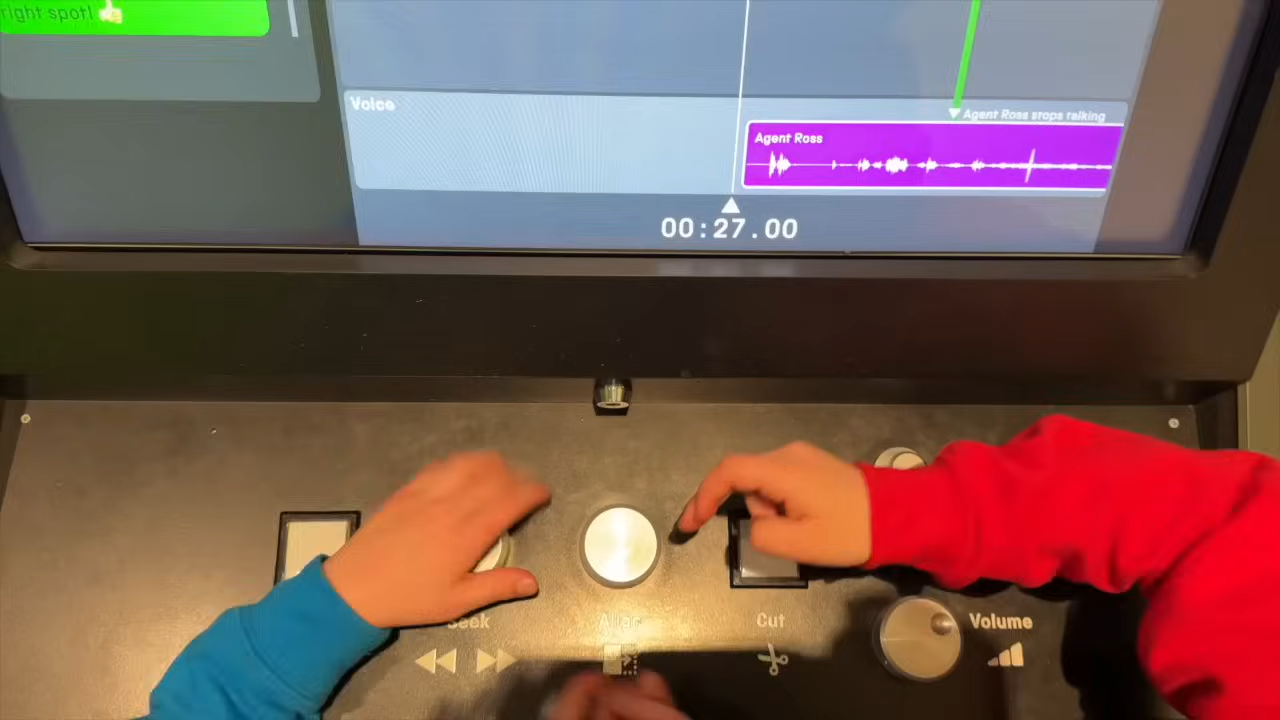 right spot!
Voice
Agent Ross stops talking
Agent Ross
00:27.00
Seek
Cut
Volume